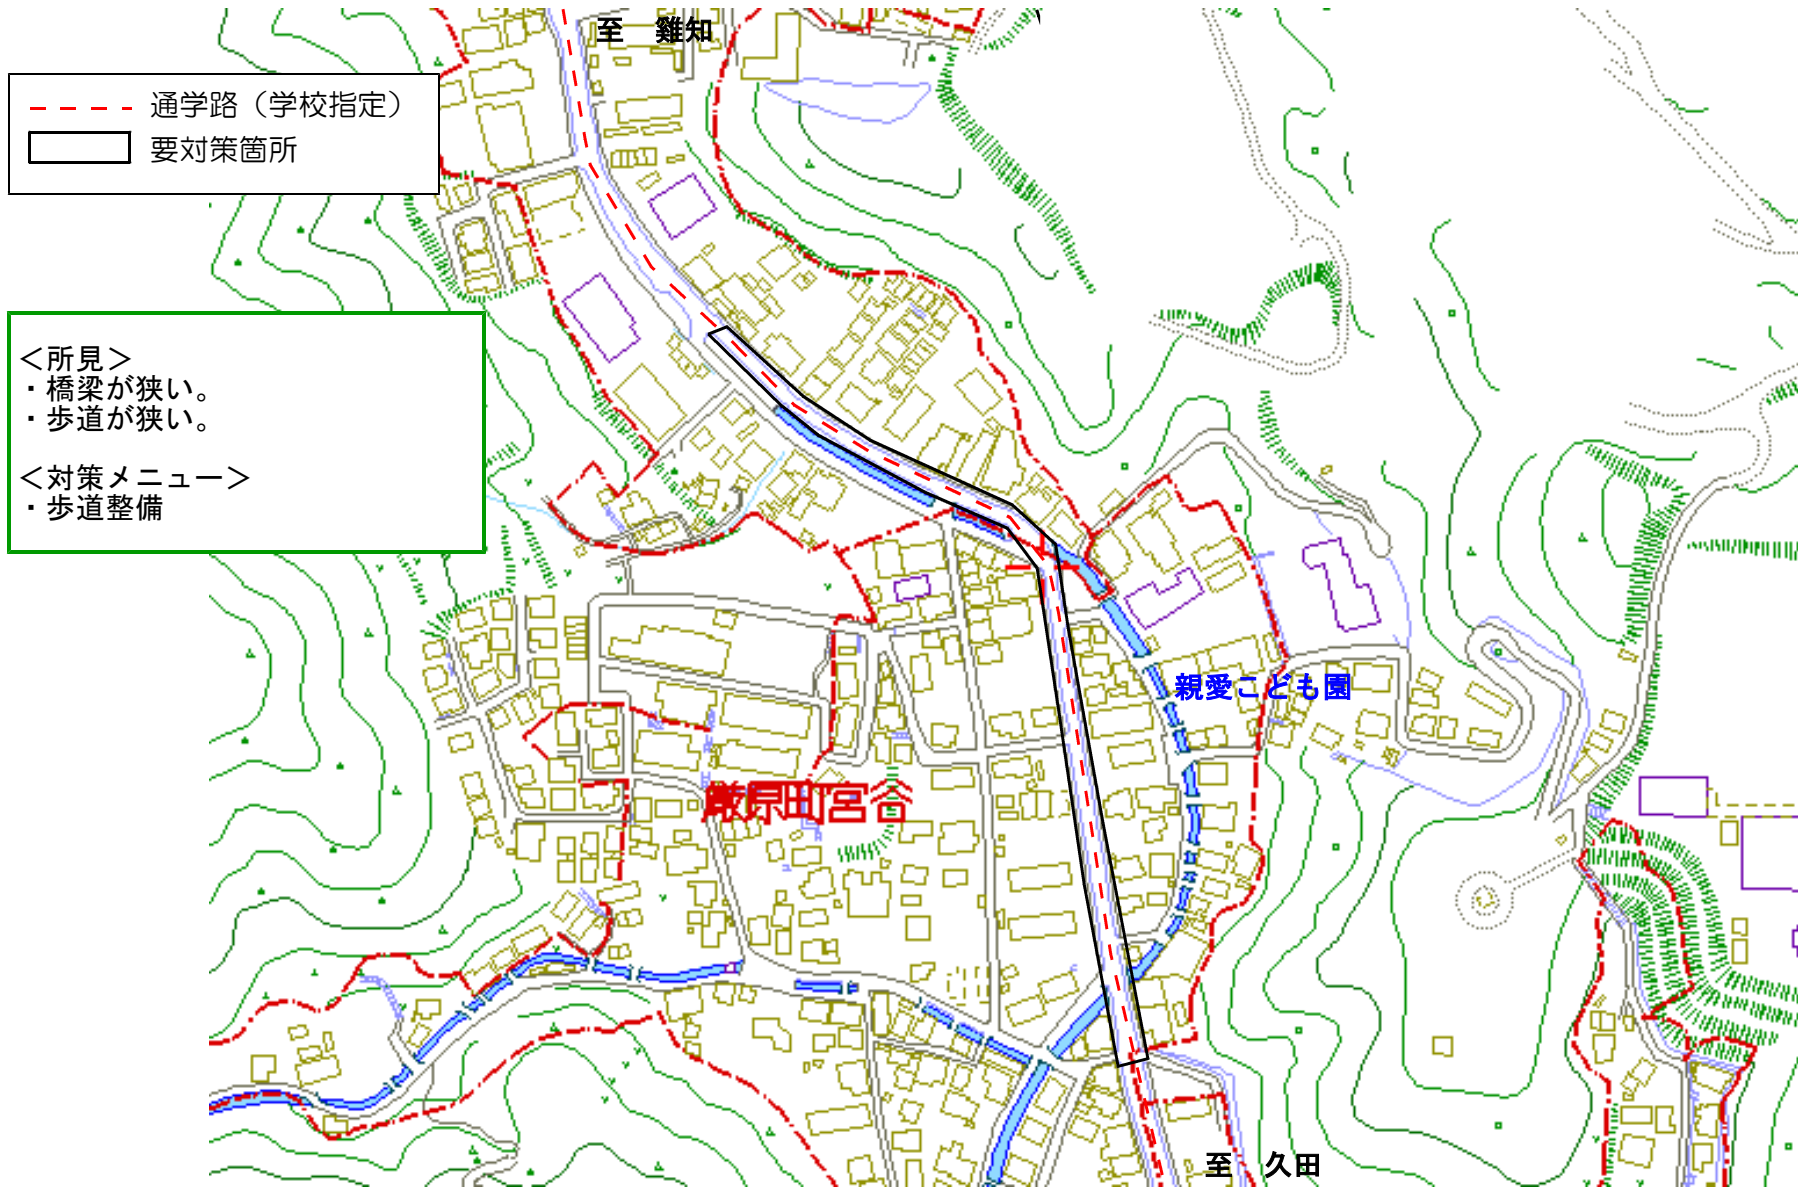 至　雞知
通学路（学校指定）
要対策箇所
＜所見＞
・橋梁が狭い。
・歩道が狭い。
＜対策メニュー＞
・歩道整備
親愛こども園
厳原町宮谷
至　久田